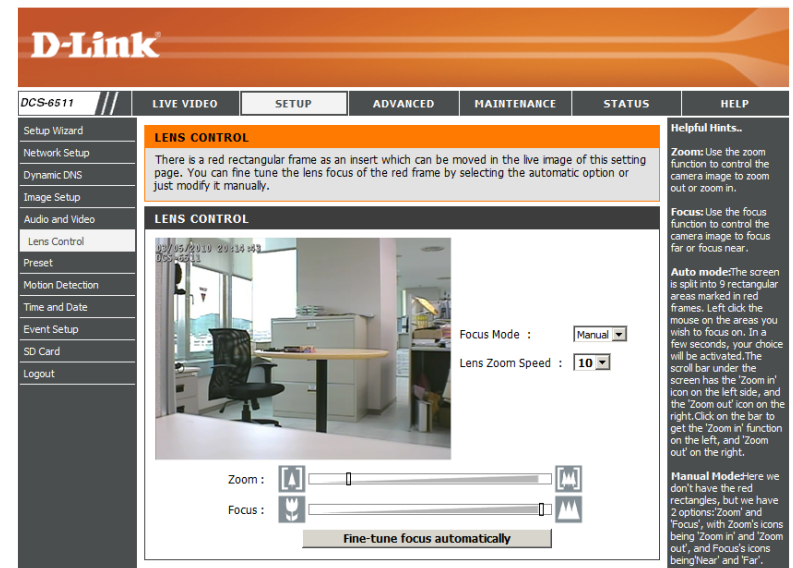 D-Link
DCS-6511
LIVE VIDEO
SETUP
ADVANCED
MAINTENANCE
STATUS
HELP
Setup Wizard
Network Setup
Dynamic DNS
Image Setup
Audio and Video
Lens Control
Preset
Motion Detection
Time and Date
Event Setup
SD Card
Logout
LENS CONTROL
There is a red rectangular frame as an insert which can be moved in the live image of this setting
page. You can fine tune the lens focus of the red frame by selecting the automatic option or
just modify it manually.
LENS CONTROL
03/05/2010 20:14:43
DCS-6511
Focus Mode :
Manual
Lens Zoom Speed :
10
Zoom :
Focus :
Fine-tune focus automatically
Helpful Hints..
Zoom: Use the zoom
function to control the
camera image to zoom
out or zoom in.
Focus: Use the focus
function to control the
camera image to focus
far or focus near.
Auto mode:The screen
is split into 9 rectangular
areas marked in red
frames. Left click the
mouse on the areas you
wish to focus on. In a
few seconds, your choice
will be activated.The
scroll bar under the
screen has the 'Zoom in'
icon on the left side, and
the 'Zoom out' icon on the
right.Click on the bar to
get the 'Zoom in' function
on the left, and 'Zoom
out' on the right.
Manual Mode:Here we
don't have the red
rectangles, but we have
2 options:'Zoom' and
'Focus', with Zoom's icons
being 'Zoom in' and 'Zoom
out', and Focus's icons
being'Near' and 'Far'.